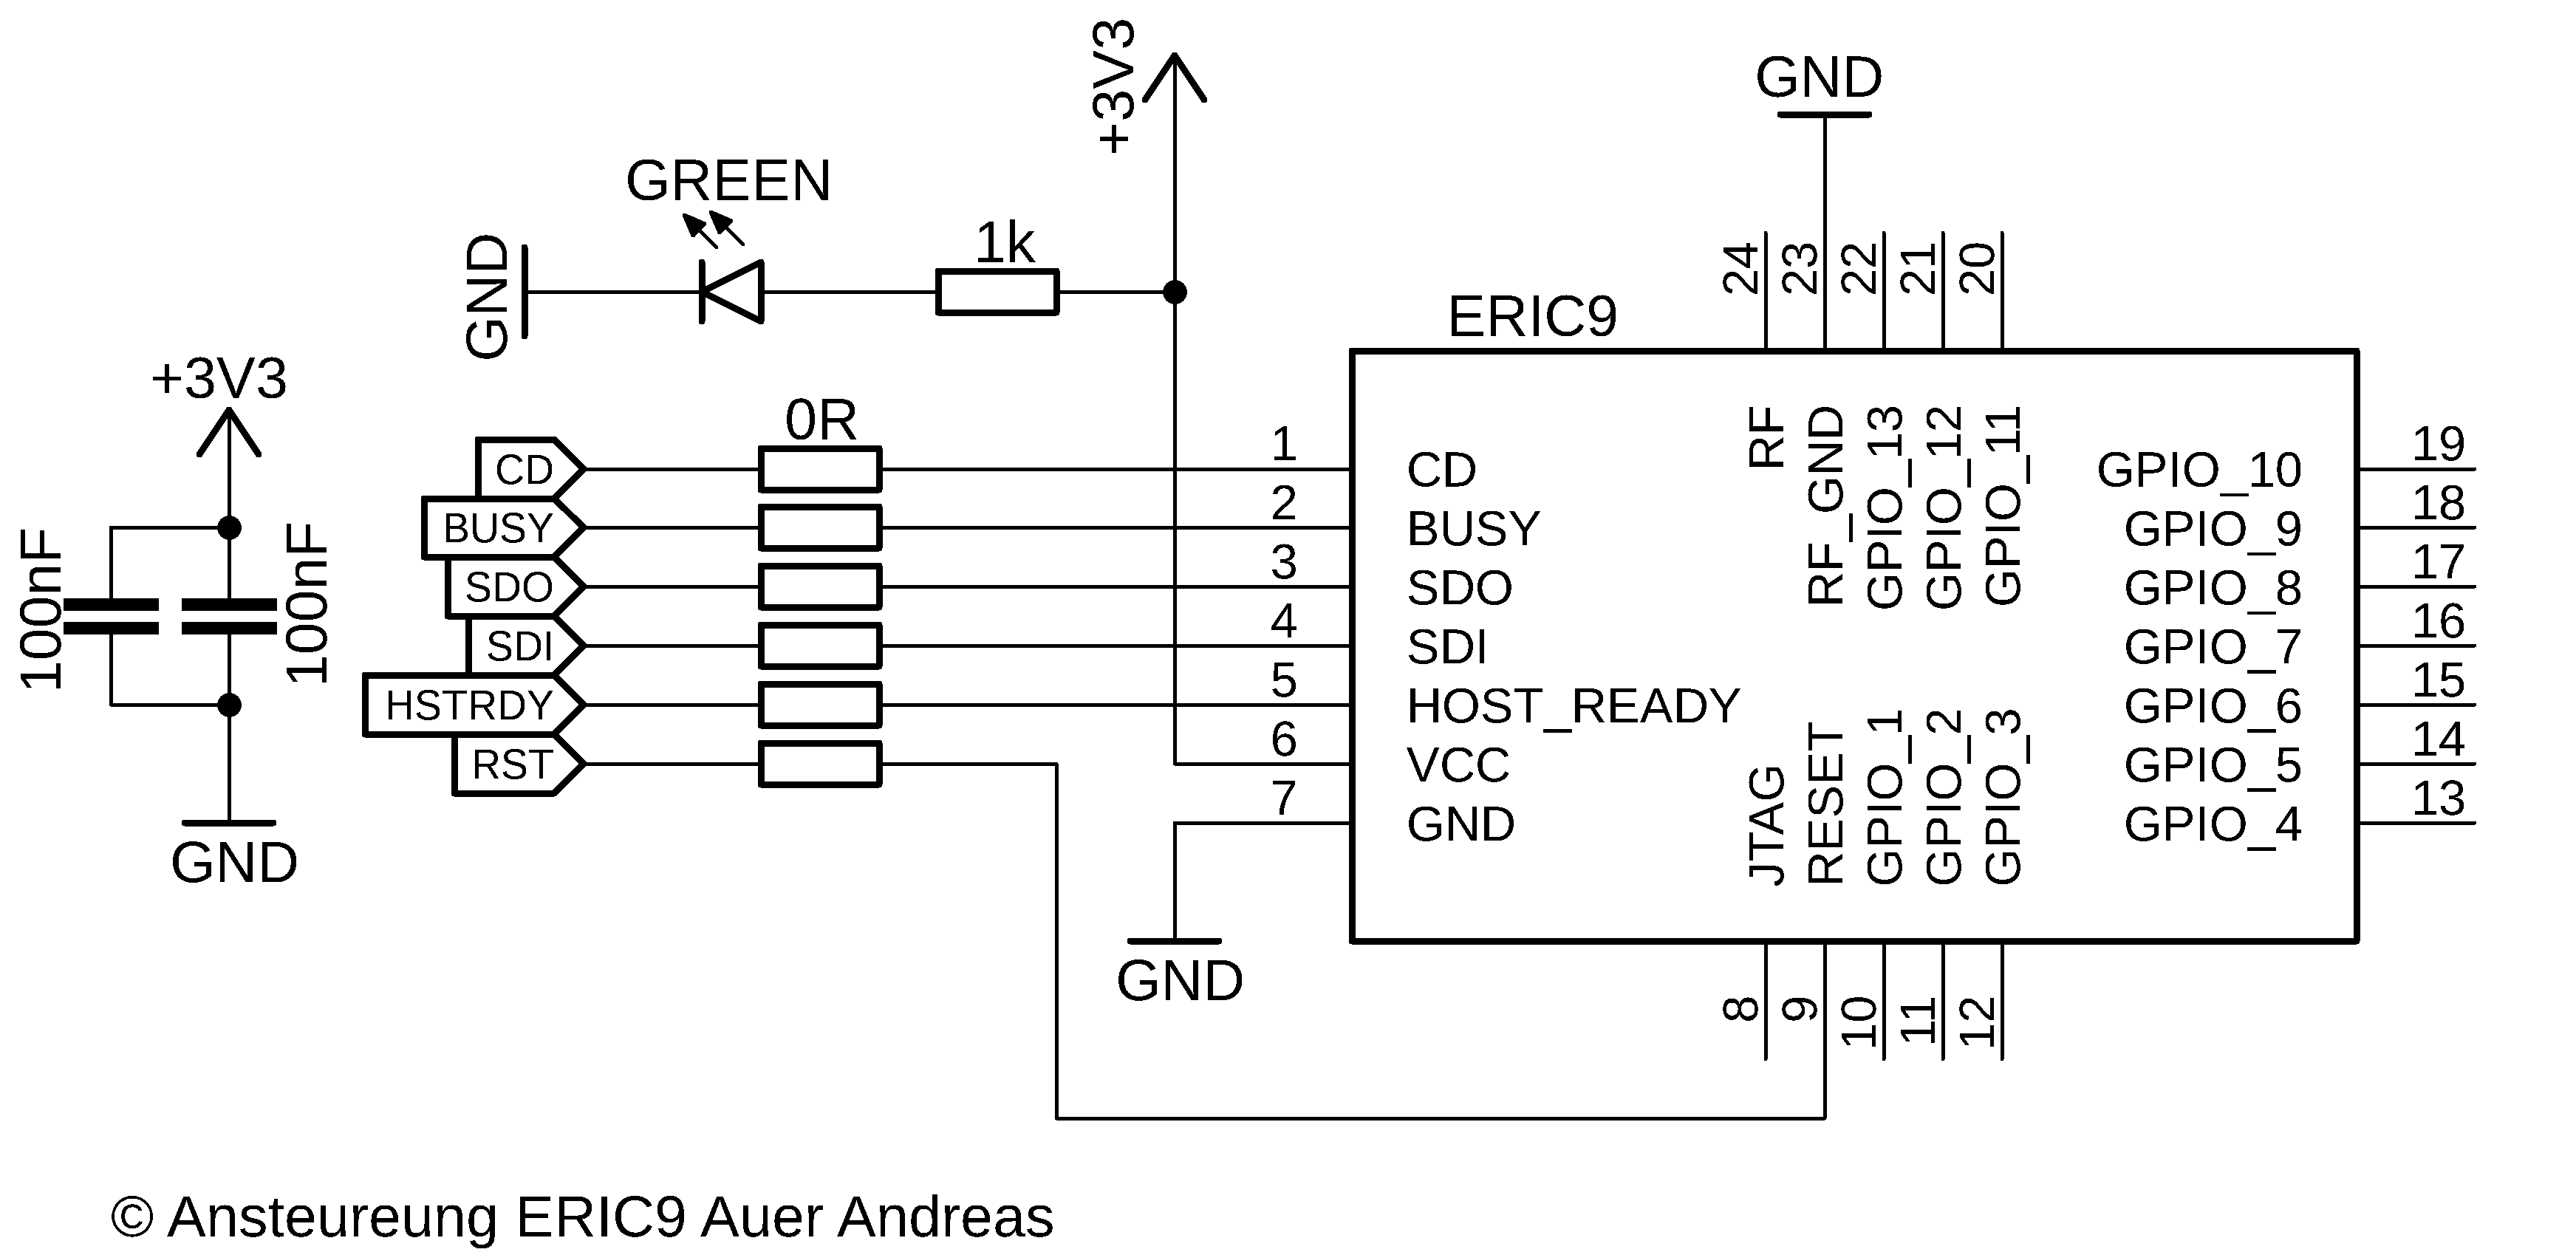 +3V3
GND
GREEN
GND
1k
ERIC9
24
23
22
21
20
+3V3
100nF
100nF
GND
0R
CD
BUSY
SDO
SDI
HSTRDY
RST
1
2
3
4
5
6
7
CD
BUSY
SDO
SDI
HOST_READY
VCC
GND
RF
RF_GND
GPIO_13
GPIO_12
GPIO_11
JTAG
RESET
GPIO_1
GPIO_2
GPIO_3
GPIO_10
GPIO_9
GPIO_8
GPIO_7
GPIO_6
GPIO_5
GPIO_4
19
18
17
16
15
14
13
GND
8
9
10
11
12
© Ansteureung ERIC9 Auer Andreas